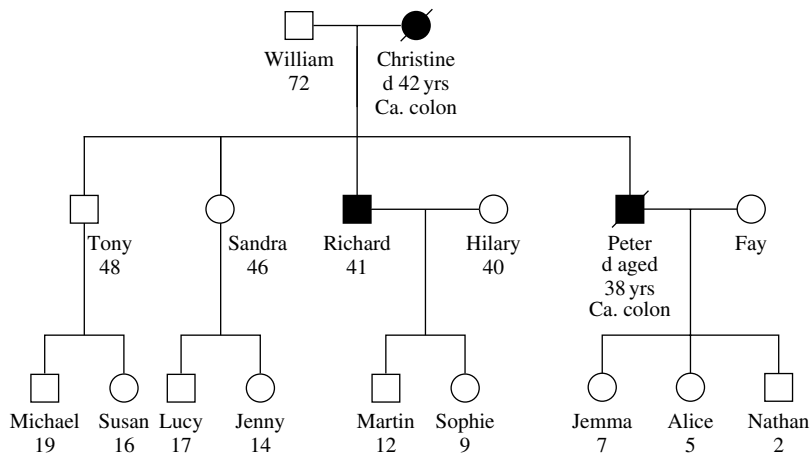 William
72
Christine
d 42 yrs
Ca. colon
Tony
48
Sandra
46
Richard
41
Hilary
40
Peter
d aged
38 yrs
Ca. colon
Fay
Michael
19
Susan
16
Lucy
17
Jenny
14
Martin
12
Sophie
9
Jemma
7
Alice
5
Nathan
2